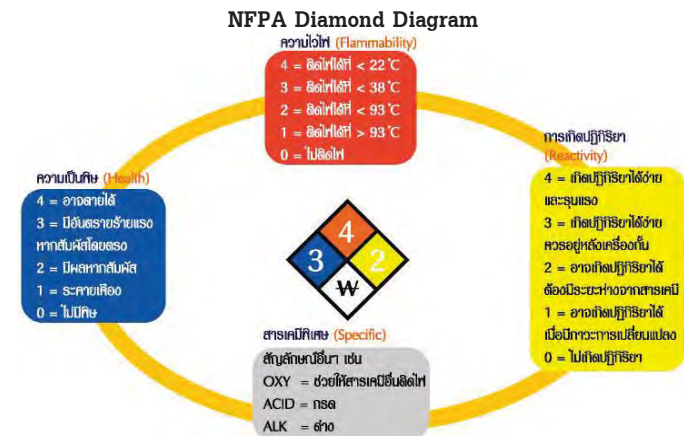 NFPA Diamond Diagram
ความไวไฟ (Flammability)
4 = ติดไฟได้ที่ < 22 °C
3 = ติดไฟได้ที่ < 38 °C
2 = ติดไฟได้ที่ < 93 °C
1 = ติดไฟได้ที่ > 93 °C
0 = ไม่ติดไฟ
ความเป็นพิษ (Health)
4 = อาจตายได้
3 = มีอันตรายร้ายแรง
หากสัมผัสโดยตรง
2 = มีผลหากสัมผัส
1 = ระคายเคือง
0 = ไม่มีพิษ
4
3 2
W
การเกิดปฏิกิริยา
(Reactivity)
4 = เกิดปฏิกิริยาได้ง่าย
และรุนแรง
3 = เกิดปฏิกิริยาได้ง่าย
ควรอยู่หลังเครื่องกั้น
2 = อาจเกิดปฏิกิริยาได้
ต้องมีระยะห่างจากสารเคมี
1 = อาจเกิดปฏิกิริยาได้
เมื่อมีภาวะการเปลี่ยนแปลง
0 = ไม่เกิดปฏิกิริยา
สารเคมีพิเศษ (Specific)
สัญลักษณ์อื่นๆ เช่น
OXY = ช่วยให้สารเคมีอื่นติดไฟ
ACID = กรด
ALK = ด่าง